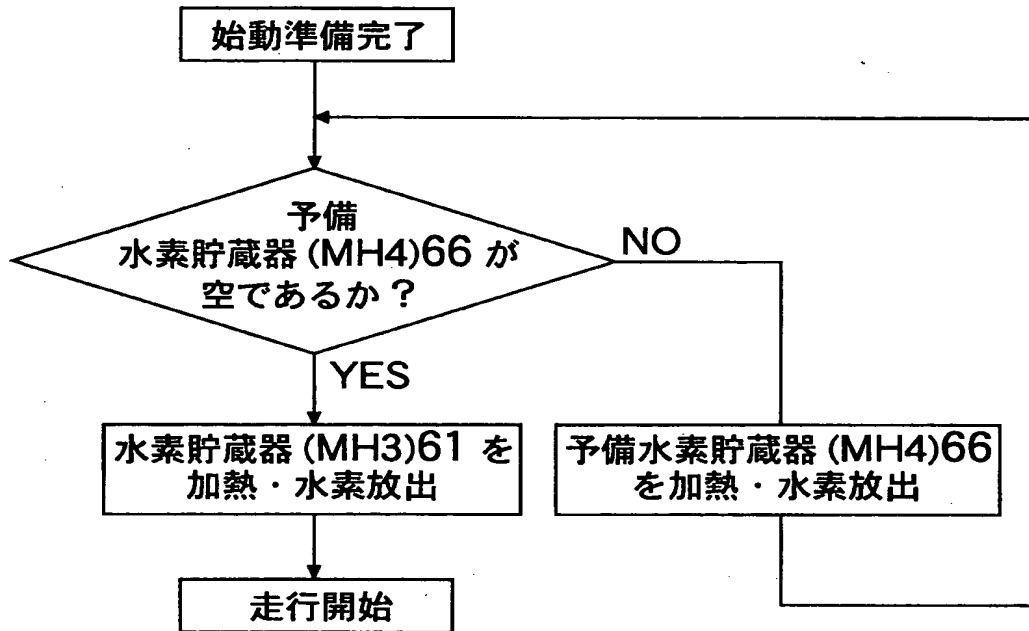 始動準備完了
予備
水素貯蔵器(MH4)66 が
空であるか？
NO
YES
水素貯蔵器(MH3)61 を
加熱・水素放出
予備水素貯蔵器(MH4)66
を加熱・水素放出
走行開始